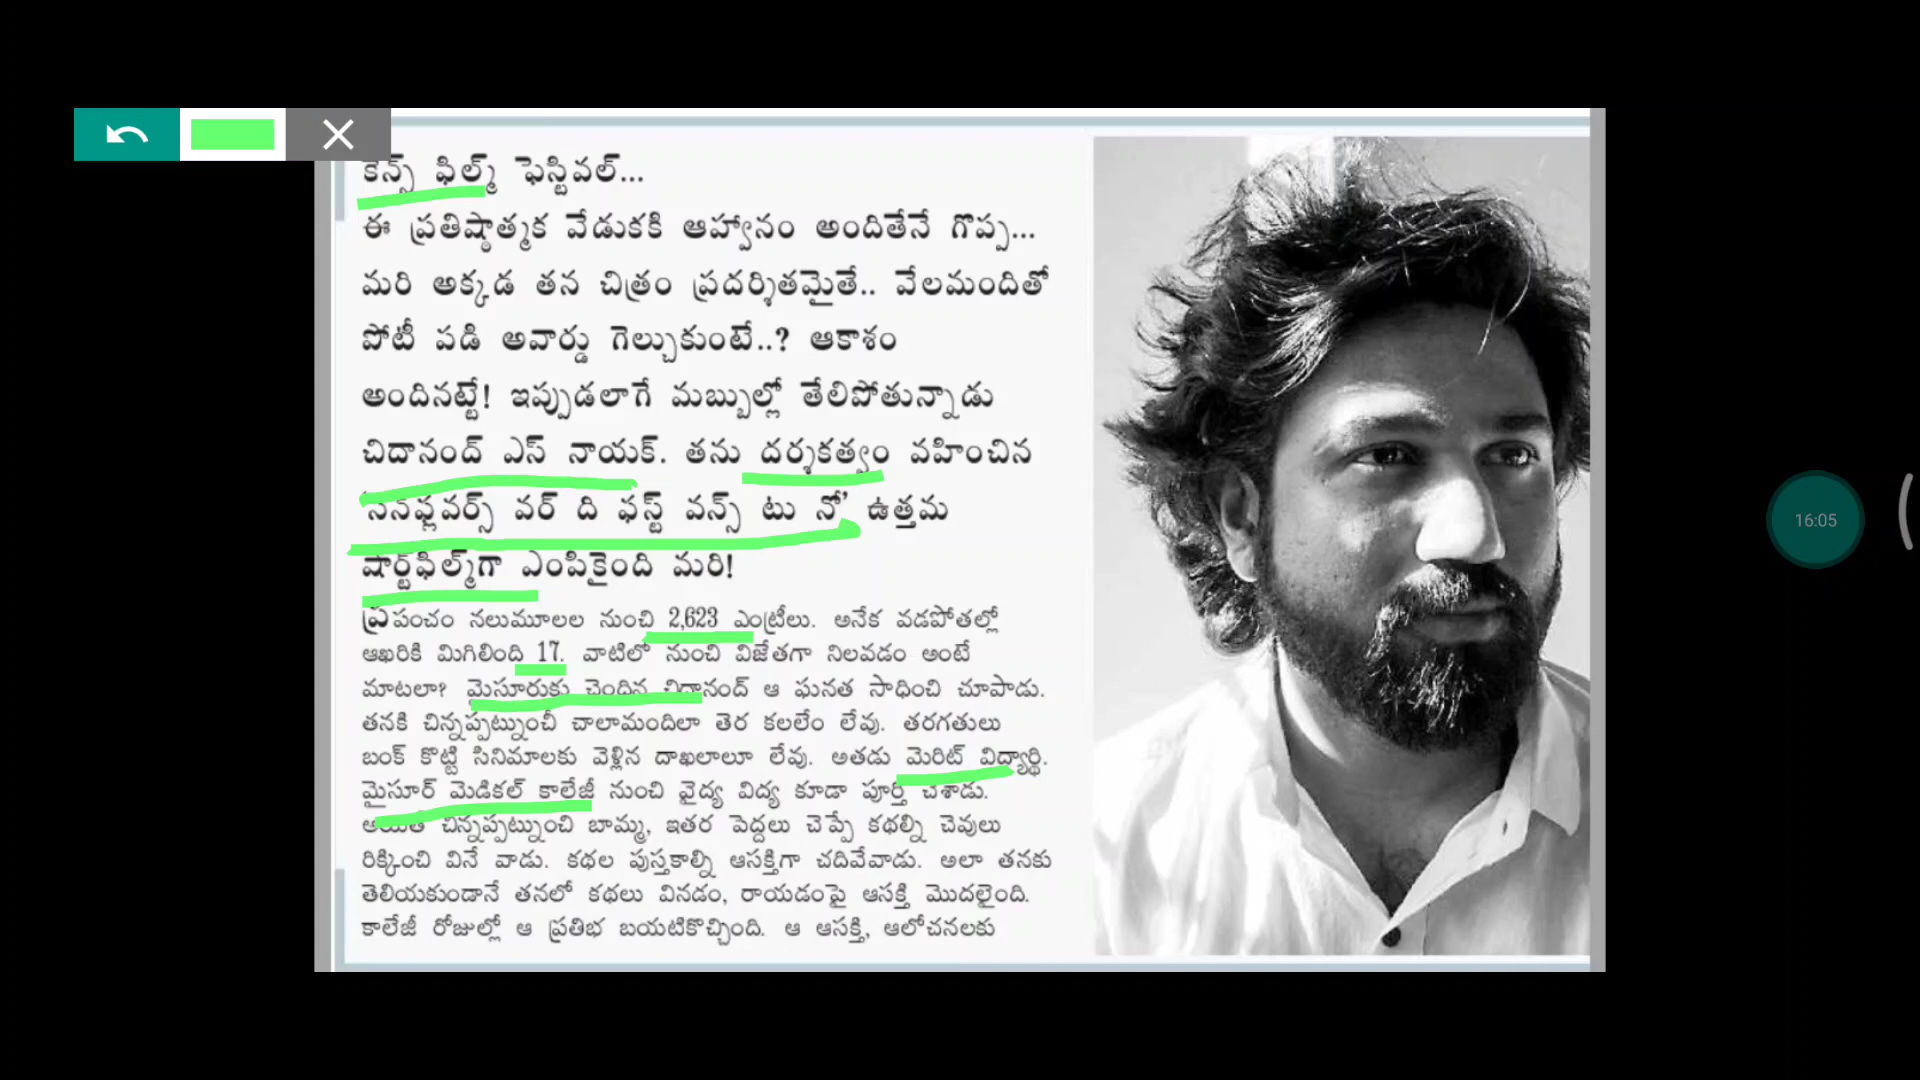 కేన్స్ ఫిల్మ్ ఫెస్టివల్...
ఈ ప్రతిష్ఠాత్మక వేడుకకి ఆహ్వానం అందితేనే గొప్ప...
మరి అక్కడ తన చిత్రం ప్రదర్శితమైతే.. వేలమందితో
పోటీ పడి అవార్డు గెల్చుకుంటే..? ఆకాశం
అందినట్టే! ఇప్పుడలాగే మబ్బుల్లో తేలిపోతున్నాడు
చిదానంద్ ఎస్ నాయక్. తను దర్శకత్వం వహించిన
'సన్‌ఫ్లవర్స్ వర్ ది ఫస్ట్ వన్స్ టు నో' ఉత్తమ
షార్ట్‌ఫిల్మ్‌గా ఎంపికైంది మరి!
ప్రపంచం నలుమూలల నుంచి 2,623 ఎంట్రీలు. అనేక వడపోతల్లో
ఆఖరికి మిగిలింది 17. వాటిలో నుంచి విజేతగా నిలవడం అంటే
మాటలా? మైసూరుకు చెందిన చిదానంద్ ఆ ఘనత సాధించి చూపాడు.
తనకి చిన్నప్పట్నుంచీ చాలామందిలా తెర కలలేం లేవు. తరగతులు
బంక్ కొట్టి సినిమాలకు వెళ్లిన దాఖలాలూ లేవు. అతడు మెరిట్ విద్యార్థి.
మైసూర్ మెడికల్ కాలేజీ నుంచి వైద్య విద్య కూడా పూర్తి చేశాడు.
అయితే చిన్నప్పట్నుంచి బామ్మ, ఇతర పెద్దలు చెప్పే కథల్ని చెవులు
రిక్కించి వినే వాడు. కథల పుస్తకాల్ని ఆసక్తిగా చదివేవాడు. అలా తనకు
తెలియకుండానే తనలో కథలు వినడం, రాయడంపై ఆసక్తి మొదలైంది.
కాలేజీ రోజుల్లో ఆ ప్రతిభ బయటికొచ్చింది. ఆ ఆసక్తి, ఆలోచనలకు
16:05